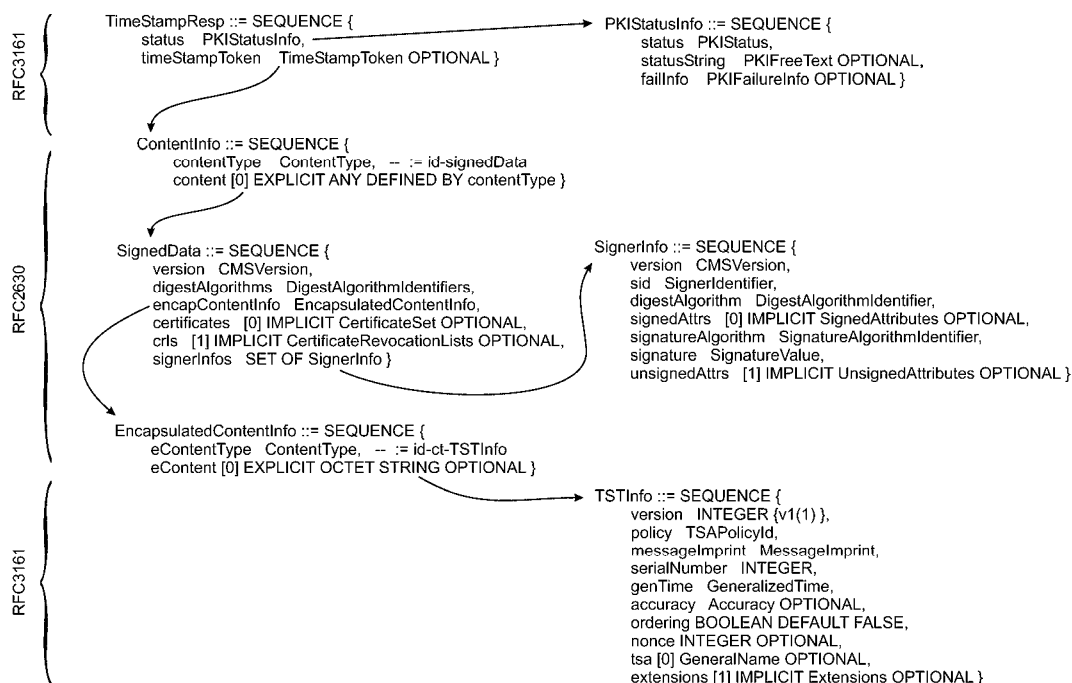 RFC3161
TimeStampResp ::= SEQUENCE {
status PKIStatusInfo,
timeStampToken TimeStampToken OPTIONAL }
PKIStatusInfo ::= SEQUENCE {
status PKIStatus,
statusString PKIFreeText OPTIONAL,
failInfo PKIFailureInfo OPTIONAL }
RFC2630
ContentInfo ::= SEQUENCE {
contentType ContentType, -- := id-signedData
content [0] EXPLICIT ANY DEFINED BY contentType }
SignedData ::= SEQUENCE {
version CMSVersion,
digestAlgorithms DigestAlgorithmIdentifiers,
encapContentInfo EncapsulatedContentInfo,
certificates [0] IMPLICIT CertificateSet OPTIONAL,
crls [1] IMPLICIT CertificateRevocationLists OPTIONAL,
signerInfos SET OF SignerInfo }
SignerInfo ::= SEQUENCE {
version CMSVersion,
sid SignerIdentifier,
digestAlgorithm DigestAlgorithmIdentifier,
signedAttrs [0] IMPLICIT SignedAttributes OPTIONAL,
signatureAlgorithm SignatureAlgorithmIdentifier,
signature SignatureValue,
unsignedAttrs [1] IMPLICIT UnsignedAttributes OPTIONAL }
EncapsulatedContentInfo ::= SEQUENCE {
eContentType ContentType, -- := id-ct-TSTInfo
eContent [0] EXPLICIT OCTET STRING OPTIONAL }
RFC3161
TSTInfo ::= SEQUENCE {
version INTEGER {v1(1) },
policy TSAPolicyId,
messageImprint MessageImprint,
serialNumber INTEGER,
genTime GeneralizedTime,
accuracy Accuracy OPTIONAL,
ordering BOOLEAN DEFAULT FALSE,
nonce INTEGER OPTIONAL,
tsa [0] GeneralName OPTIONAL,
extensions [1] IMPLICIT Extensions OPTIONAL }